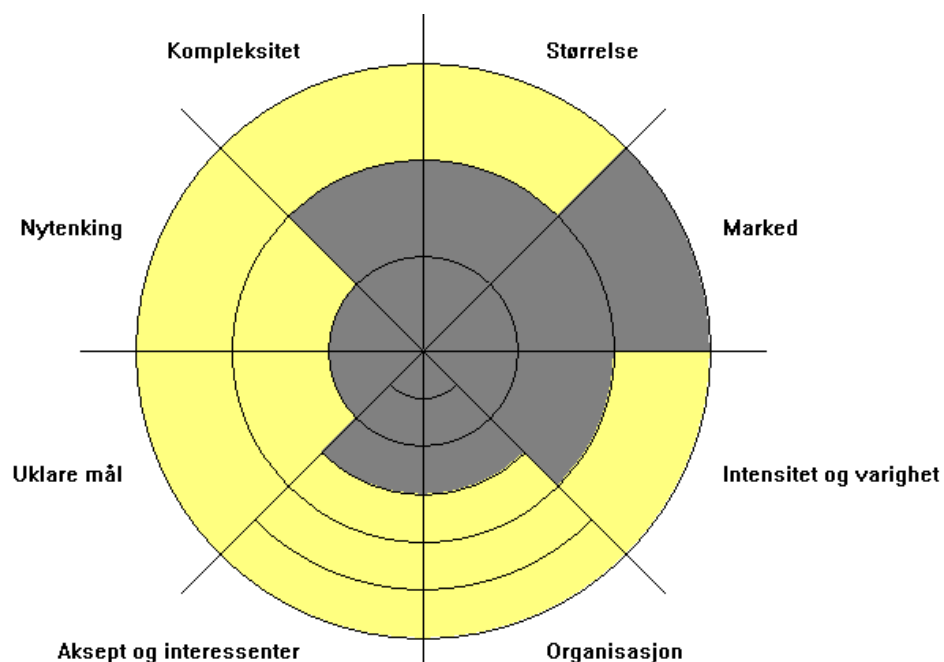 Kompleksitet
Størrelse
Nytenking
Marked
Uklare mål
Intensitet og varighet
Aksept og interessenter
Organisasjon